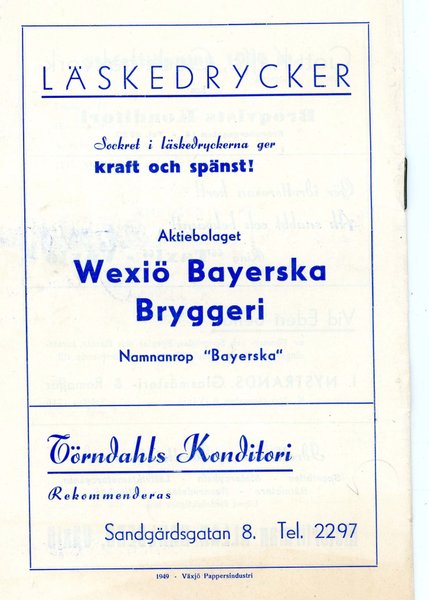 LÄSKEDRYCKER
Sockret i läskedryckerna ger
kraft och spänst!
Aktiebolaget
Wexiö Bayerska
Bryggeri
Namnanrop "Bayerska"
Törndahls Konditori
Rekommenderas
Sandgärdsgatan 8. Tel. 2297
1949 - Växjö Pappersindustri